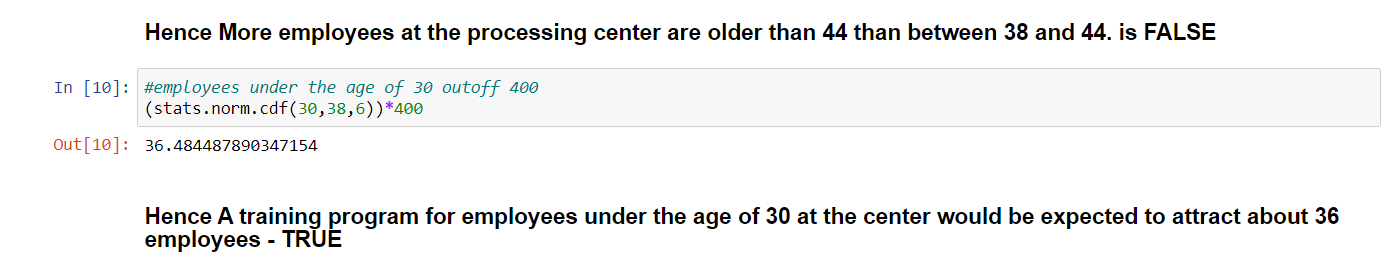 Hence More employees at the processing center are older than 44 than between 38 and 44. is FALSE
In [10]: #employees under the age of 30 outoff 400
(stats.norm.cdf(30,38,6))*400
Out[10]: 36.484487890347154
Hence A training program for employees under the age of 30 at the center would be expected to attract about 36
employees - TRUE